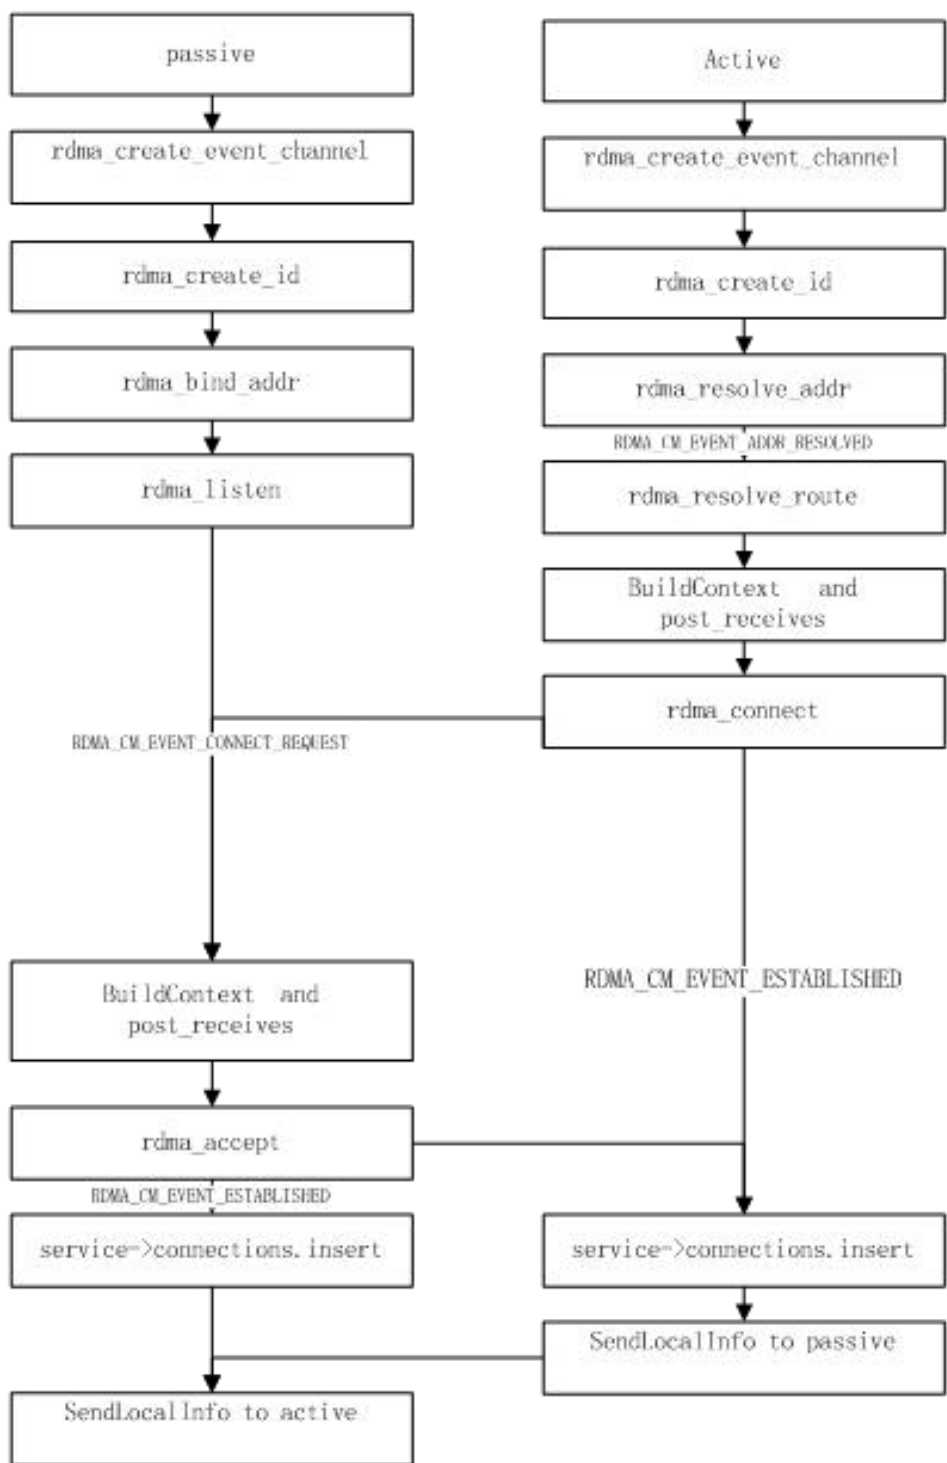 passive
Active
rdma_create_event_channel
rdma_create_event_channel
rdma_create_id
rdma_create_id
rdma_bind_addr
rdma_resolve_addr
RDMA_CM_EVENT_ADDR_RESOLVED
rdma_listen
rdma_resolve_route
BuildContext and
post_receives
rdma_connect
RDMA_CM_EVENT_CONNECT_REQUEST
RDMA_CM_EVENT_ESTABLISHED
BuildContext and
post_receives
rdma_accept
RDMA_CM_EVENT_ESTABLISHED
service->connections.insert
service->connections.insert
SendLocalInfo to passive
SendLocalInfo to active